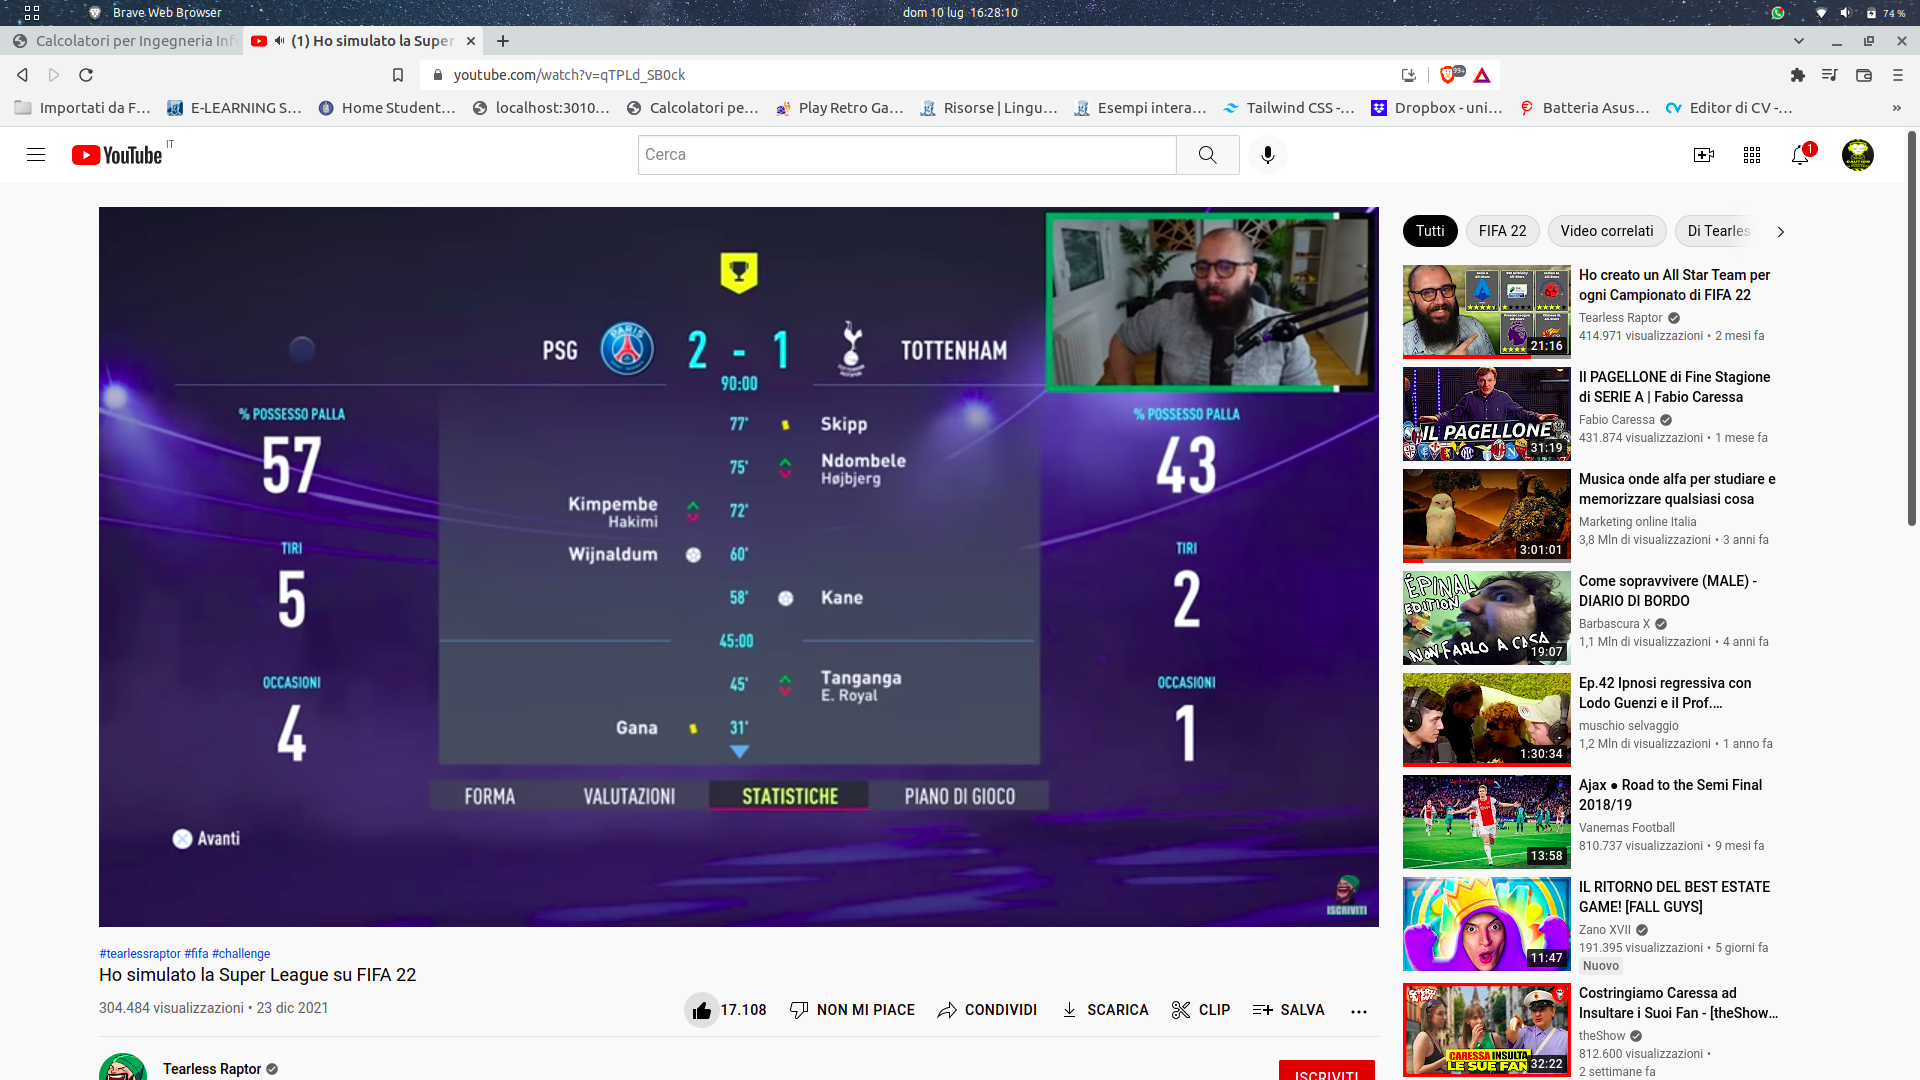 Brave Web Browser
dom 10 lug 16:28:10
74 %
Calcolatori per Ingegneria Inf
(1) Ho simulato la Super
youtube.com/watch?v=qTPLd_SB0ck
99+
Importati da F…
E-LEARNING S…
Home Student…
localhost:3010…
Calcolatori pe…
Play Retro Ga…
Risorse | Lingu…
Esempi intera…
Tailwind CSS -…
Dropbox - uni…
Batteria Asus…
Editor di CV -…
»
YouTube IT
Cerca
1
PSG 2 - 1 TOTTENHAM
90:00
% POSSESSO PALLA
57
TIRI
5
OCCASIONI
4
77' Skipp
75' Ndombele
Højbjerg
Kimpembe 72'
Hakimi
Wijnaldum 60'
58' Kane
45:00
45' Tanganga
E. Royal
Gana 31'
% POSSESSO PALLA
43
TIRI
2
OCCASIONI
1
FORMA VALUTAZIONI STATISTICHE PIANO DI GIOCO
Avanti
ISCRIVITI
#tearlessraptor #fifa #challenge
Ho simulato la Super League su FIFA 22
304.484 visualizzazioni • 23 dic 2021
17.108
NON MI PIACE
CONDIVIDI
SCARICA
CLIP
SALVA
Tearless Raptor
ISCRIVITI
Tutti
FIFA 22
Video correlati
Di Tearles
21:16
Ho creato un All Star Team per
ogni Campionato di FIFA 22
Tearless Raptor
414.971 visualizzazioni • 2 mesi fa
IL PAGELLONE
31:19
Il PAGELLONE di Fine Stagione
di SERIE A | Fabio Caressa
Fabio Caressa
431.874 visualizzazioni • 1 mese fa
3:01:01
Musica onde alfa per studiare e
memorizzare qualsiasi cosa
Marketing online Italia
3,8 Mln di visualizzazioni • 3 anni fa
ÉPINAL
EDITION
NON FARLO A CASA
19:07
Come sopravvivere (MALE) -
DIARIO DI BORDO
Barbascura X
1,1 Mln di visualizzazioni • 4 anni fa
1:30:34
Ep.42 Ipnosi regressiva con
Lodo Guenzi e il Prof.…
muschio selvaggio
1,2 Mln di visualizzazioni • 1 anno fa
13:58
Ajax ● Road to the Semi Final
2018/19
Vanemas Football
810.737 visualizzazioni • 9 mesi fa
11:47
IL RITORNO DEL BEST ESTATE
GAME! [FALL GUYS]
Zano XVII
191.395 visualizzazioni • 5 giorni fa
Nuovo
CARESSA INSULTA
LE SUE FAN
32:22
Costringiamo Caressa ad
Insultare i Suoi Fan - [theShow…
theShow
812.600 visualizzazioni •
2 settimane fa